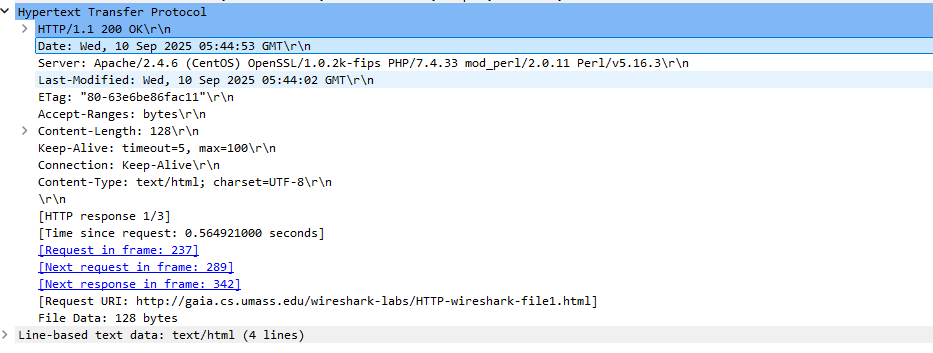 Hypertext Transfer Protocol
HTTP/1.1 200 OK\r\n
Date: Wed, 10 Sep 2025 05:44:53 GMT\r\n
Server: Apache/2.4.6 (CentOS) OpenSSL/1.0.2k-fips PHP/7.4.33 mod_perl/2.0.11 Perl/v5.16.3\r\n
Last-Modified: Wed, 10 Sep 2025 05:44:02 GMT\r\n
ETag: "80-63e6be86fac11"\r\n
Accept-Ranges: bytes\r\n
Content-Length: 128\r\n
Keep-Alive: timeout=5, max=100\r\n
Connection: Keep-Alive\r\n
Content-Type: text/html; charset=UTF-8\r\n
\r\n
[HTTP response 1/3]
[Time since request: 0.564921000 seconds]
[Request in frame: 237]
[Next request in frame: 289]
[Next response in frame: 342]
[Request URI: http://gaia.cs.umass.edu/wireshark-labs/HTTP-wireshark-file1.html]
File Data: 128 bytes
Line-based text data: text/html (4 lines)